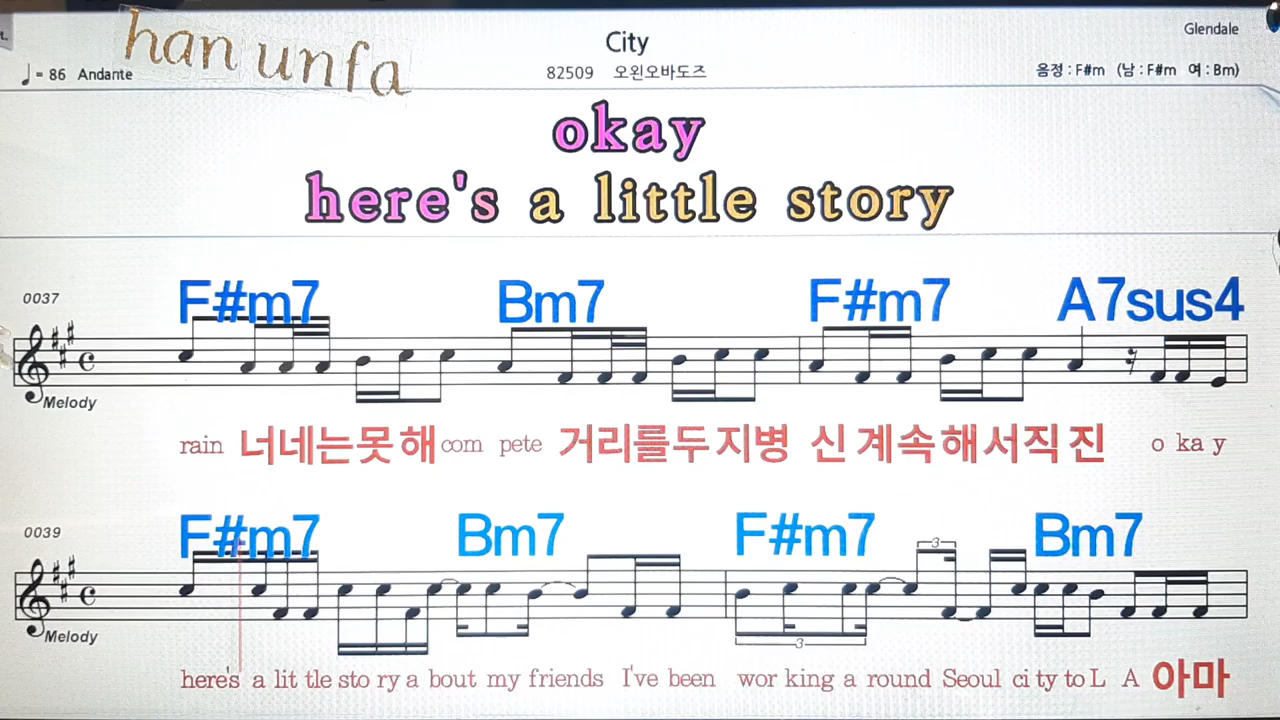 han unfa
City
Glendale
♩= 86 Andante
82509 오왼오바도즈
음정 : F#m (남 : F#m 여 : Bm)
okay
here's a little story
0037
F#m7 Bm7 F#m7 A7sus4
Melody
rain 너네는못 해 com pete 거리를두 지병 신 계속해서직 진 o ka y
0039
F#m7 Bm7 F#m7 Bm7
3
Melody
3
here's a lit tle sto ry a bout my friends I've been wor king a round Seoul ci ty to L A 아마